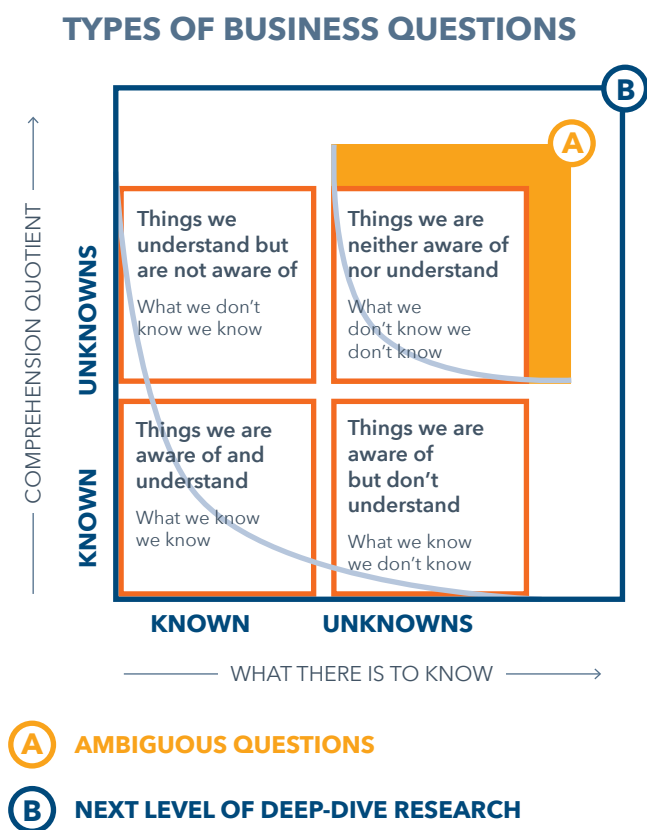 TYPES OF BUSINESS QUESTIONS
B
A
COMPREHENSION QUOTIENT
UNKNOWNS
Things we
understand but
are not aware of
What we don’t
know we know
Things we are
neither aware of
nor understand
What we
don’t know we
don’t know
KNOWN
Things we are
aware of and
understand
What we know
we know
Things we are
aware of
but don’t
understand
What we know
we don’t know
KNOWN
UNKNOWNS
WHAT THERE IS TO KNOW
A AMBIGUOUS QUESTIONS
B NEXT LEVEL OF DEEP-DIVE RESEARCH